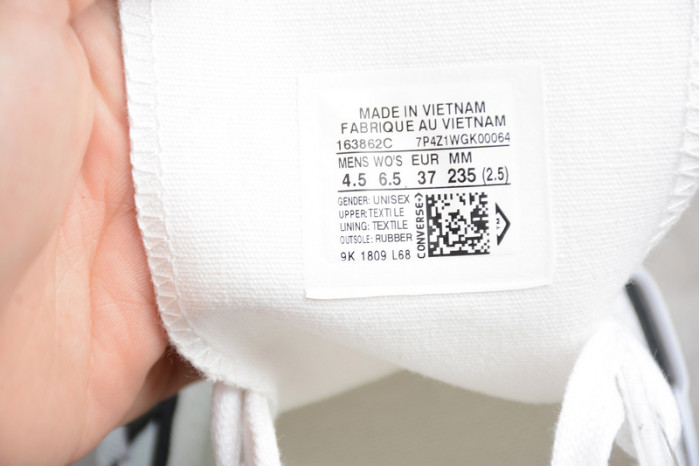 MADE IN VIETNAM
FABRIQUE AU VIETNAM
163862C 7P4Z1WGK00064
MENS WO'S EUR MM
4.5 6.5 37 235 (2.5)
GENDER: UNISEX
UPPER: TEXTILE
LINING: TEXTILE
OUTSOLE: RUBBER
CONVERSE
2
9K 1809 L68